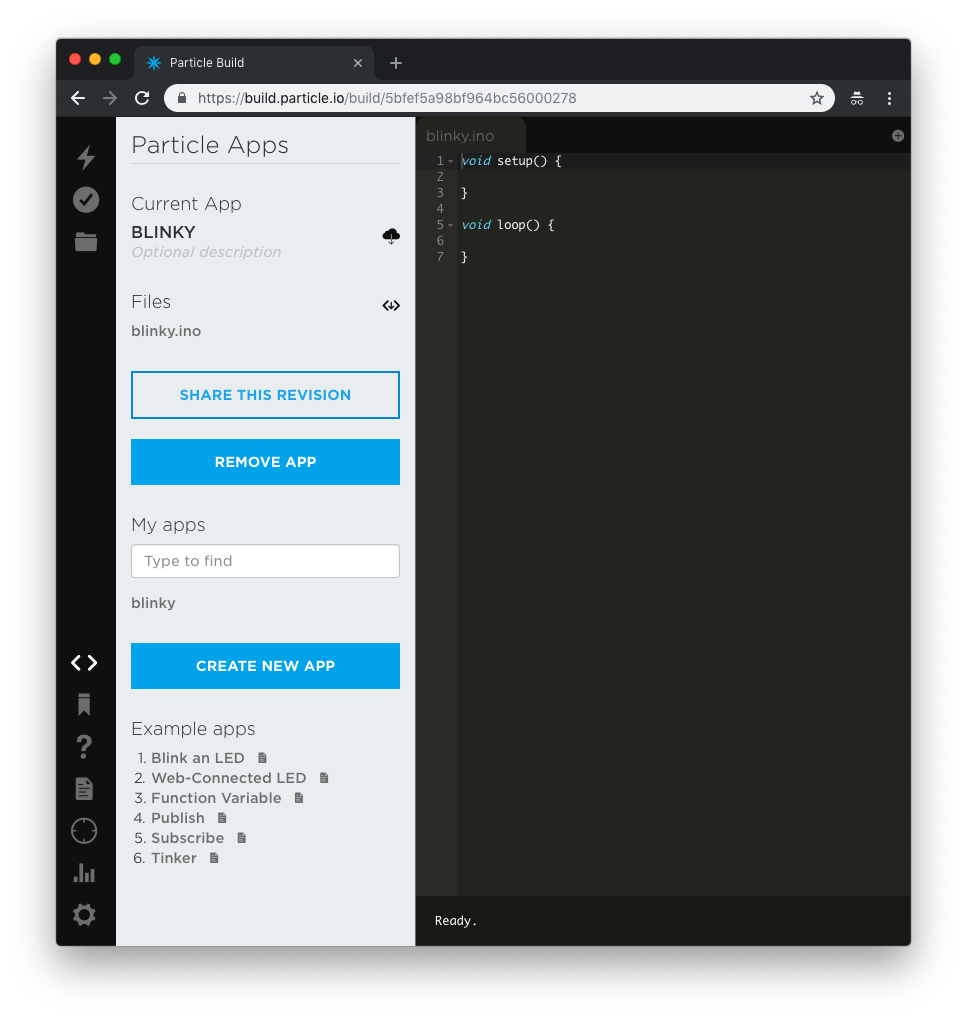 Particle Build
https://build.particle.io/build/5bfef5a98bf964bc56000278
Particle Apps
Current App
BLINKY
Optional description
Files
blinky.ino
SHARE THIS REVISION
REMOVE APP
My apps
Type to find
blinky
CREATE NEW APP
Example apps
1. Blink an LED
2. Web-Connected LED
3. Function Variable
4. Publish
5. Subscribe
6. Tinker
blinky.ino
1 void setup() {
2
3 }
4
5 void loop() {
6
7 }
Ready.